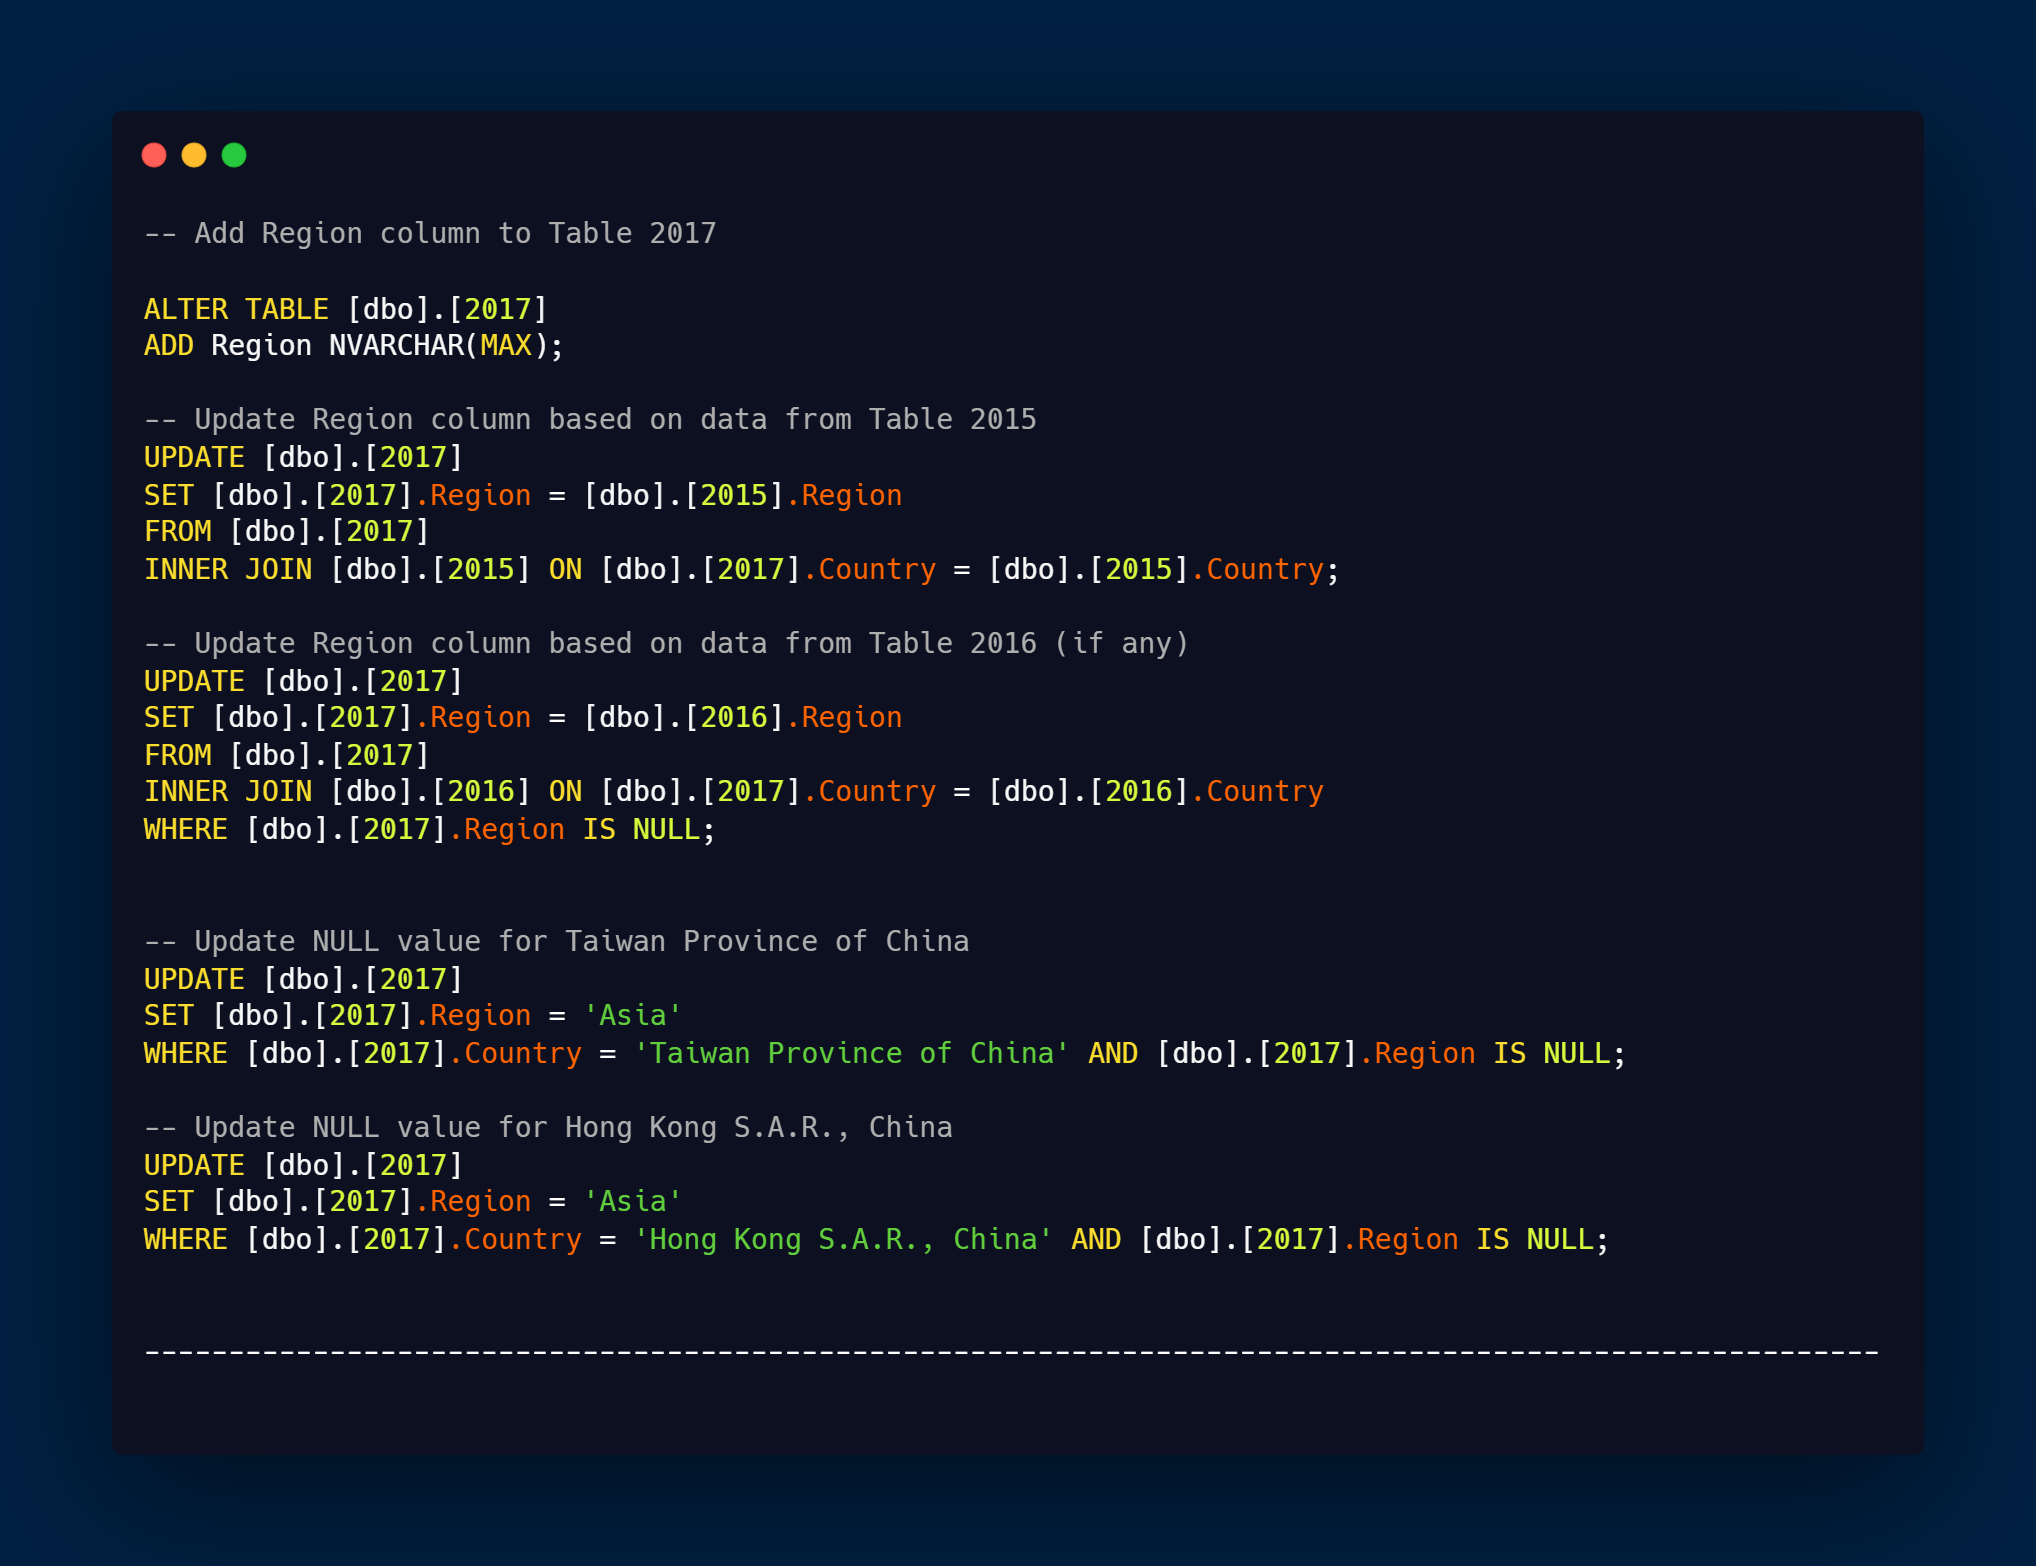 -- Add Region column to Table 2017
ALTER TABLE [dbo].[2017]
ADD Region NVARCHAR(MAX);
-- Update Region column based on data from Table 2015
UPDATE [dbo].[2017]
SET [dbo].[2017].Region = [dbo].[2015].Region
FROM [dbo].[2017]
INNER JOIN [dbo].[2015] ON [dbo].[2017].Country = [dbo].[2015].Country;
-- Update Region column based on data from Table 2016 (if any)
UPDATE [dbo].[2017]
SET [dbo].[2017].Region = [dbo].[2016].Region
FROM [dbo].[2017]
INNER JOIN [dbo].[2016] ON [dbo].[2017].Country = [dbo].[2016].Country
WHERE [dbo].[2017].Region IS NULL;
-- Update NULL value for Taiwan Province of China
UPDATE [dbo].[2017]
SET [dbo].[2017].Region = 'Asia'
WHERE [dbo].[2017].Country = 'Taiwan Province of China' AND [dbo].[2017].Region IS NULL;
-- Update NULL value for Hong Kong S.A.R., China
UPDATE [dbo].[2017]
SET [dbo].[2017].Region = 'Asia'
WHERE [dbo].[2017].Country = 'Hong Kong S.A.R., China' AND [dbo].[2017].Region IS NULL;
-------------------------------------------------------------------------------------------------------